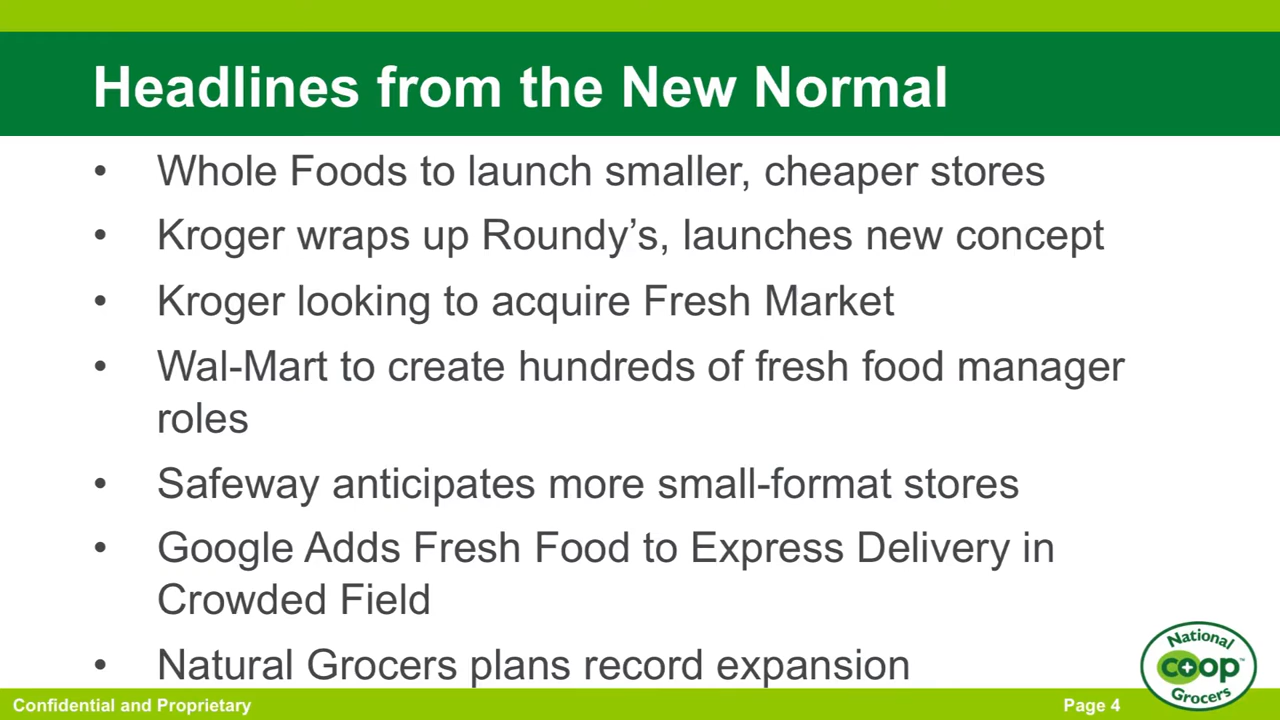 Headlines from the New Normal
• Whole Foods to launch smaller, cheaper stores
• Kroger wraps up Roundy’s, launches new concept
• Kroger looking to acquire Fresh Market
• Wal-Mart to create hundreds of fresh food manager
roles
• Safeway anticipates more small-format stores
• Google Adds Fresh Food to Express Delivery in
Crowded Field
• Natural Grocers plans record expansion
National
coop™
Grocers
Confidential and Proprietary
Page 4